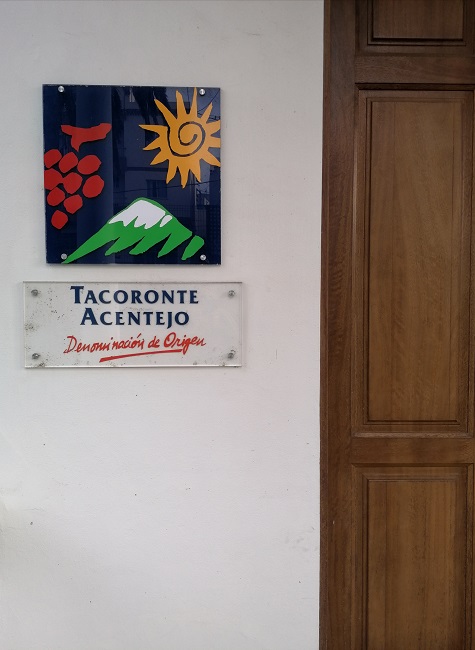 TACORONTE
ACENTEJO
Denominación de Origen